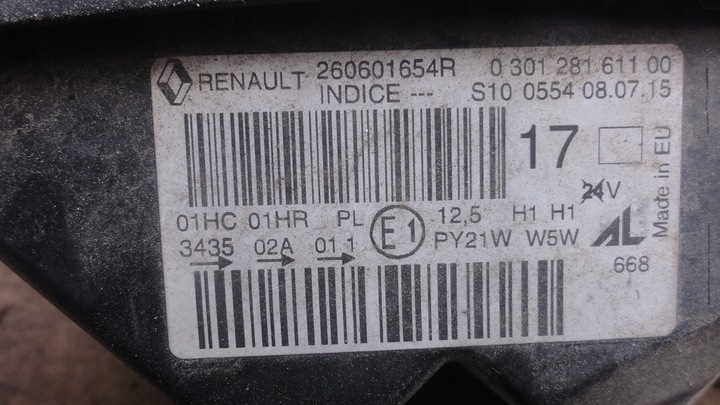 RENAULT 260601654R 0 301 281 611 00
INDICE --- S10 0554 08.07.15
17
24V
01HC 01HR PL E1 12,5 H1 H1
3435 02A 01 1 PY21W W5W AL
668
Made in EU